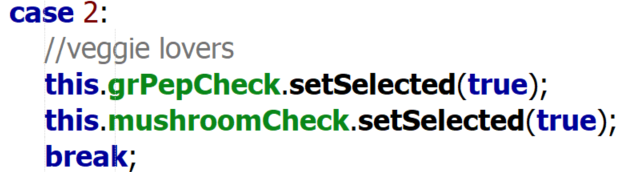 case 2:
//veggie lovers
this.grPepCheck.setSelected(true);
this.mushroomCheck.setSelected(true);
break;